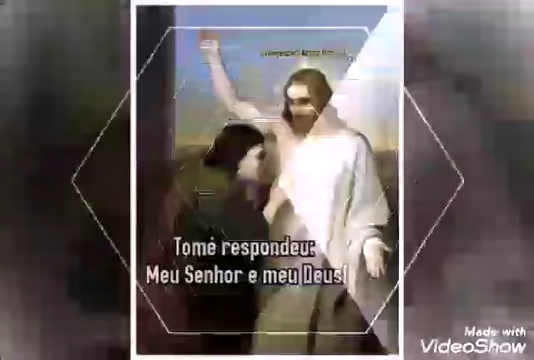 Tomé respondeu:
Meu Senhor e meu Deus!
Made with
VideoShow